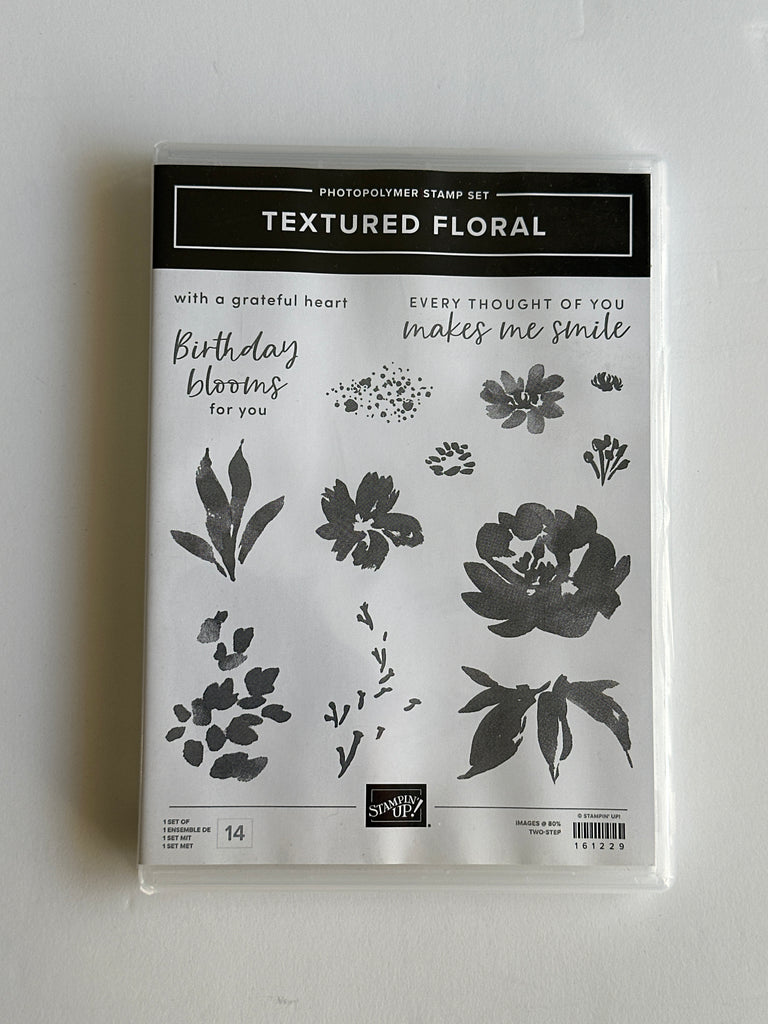 PHOTOPOLYMER STAMP SET
TEXTURED FLORAL
with a grateful heart
EVERY THOUGHT OF YOU
makes me smile
Birthday
blooms
for you
STAMPIN'
UP!
1 SET OF
1 ENSEMBLE DE
1 SET MIT
1 SET MET
14
IMAGES @ 80%
TWO-STEP
© STAMPIN' UP!
161229